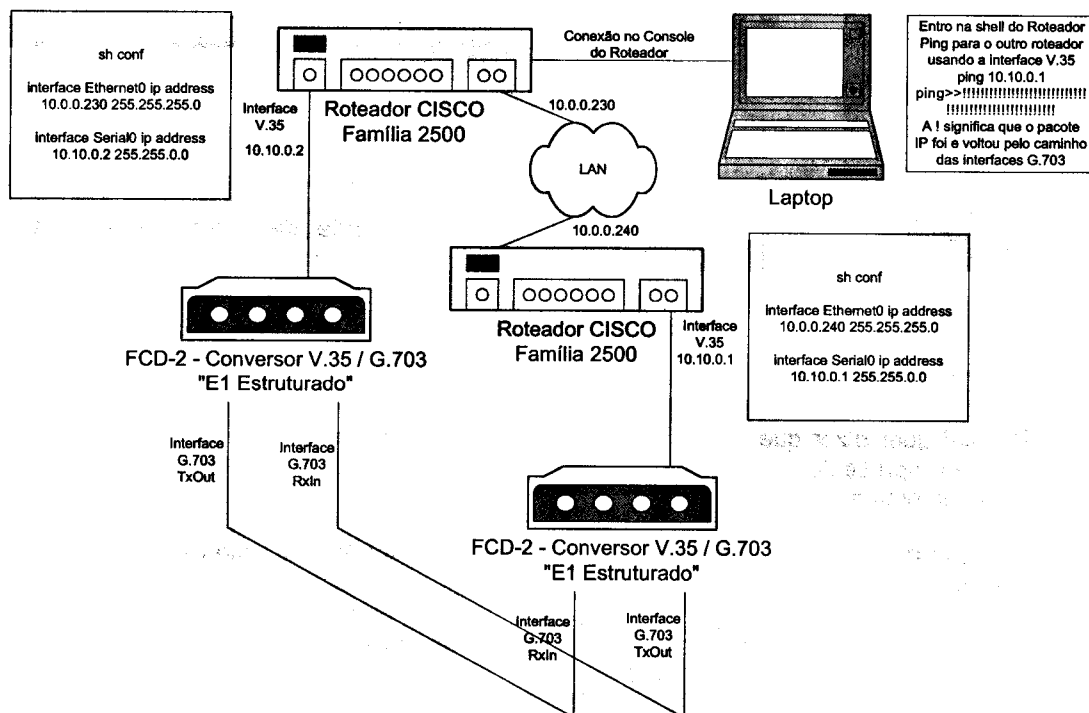 sh conf
interface Ethernet0 ip address
10.0.0.230 255.255.255.0
interface Serial0 ip address
10.10.0.2 255.255.0.0
Roteador CISCO
Família 2500
Interface
V.35
10.10.0.2
Conexão no Console
do Roteador
10.0.0.230
LAN
10.0.0.240
Laptop
Entro na shell do Roteador
Ping para o outro roteador
usando a interface V.35
ping 10.10.0.1
ping>>!!!!!!!!!!!!!!!!!!!!!!!!!!!!
!!!!!!!!!!!!!!!!!!!!!!!!!
A ! significa que o pacote
IP foi e voltou pelo caminho
das interfaces G.703
Roteador CISCO
Família 2500
Interface
V.35
10.10.0.1
sh conf
interface Ethernet0 ip address
10.0.0.240 255.255.255.0
interface Serial0 ip address
10.10.0.1 255.255.0.0
FCD-2 - Conversor V.35 / G.703
"E1 Estruturado"
Interface
G.703
TxOut
Interface
G.703
RxIn
FCD-2 - Conversor V.35 / G.703
"E1 Estruturado"
Interface
G.703
RxIn
Interface
G.703
TxOut